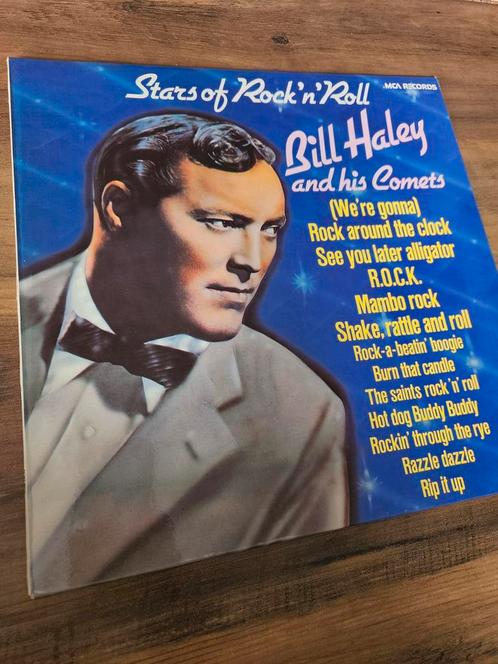 Stars of Rock'n'Roll
MCA RECORDS
Bill Haley
and his Comets
(We're gonna)
Rock around the clock
See you later alligator
R.O.C.K.
Mambo rock
Shake, rattle and roll
Rock-a-beatin' boogie
Burn that candle
The saints rock 'n' roll
Hot dog Buddy Buddy
Rockin' through the rye
Razzle dazzle
Rip it up